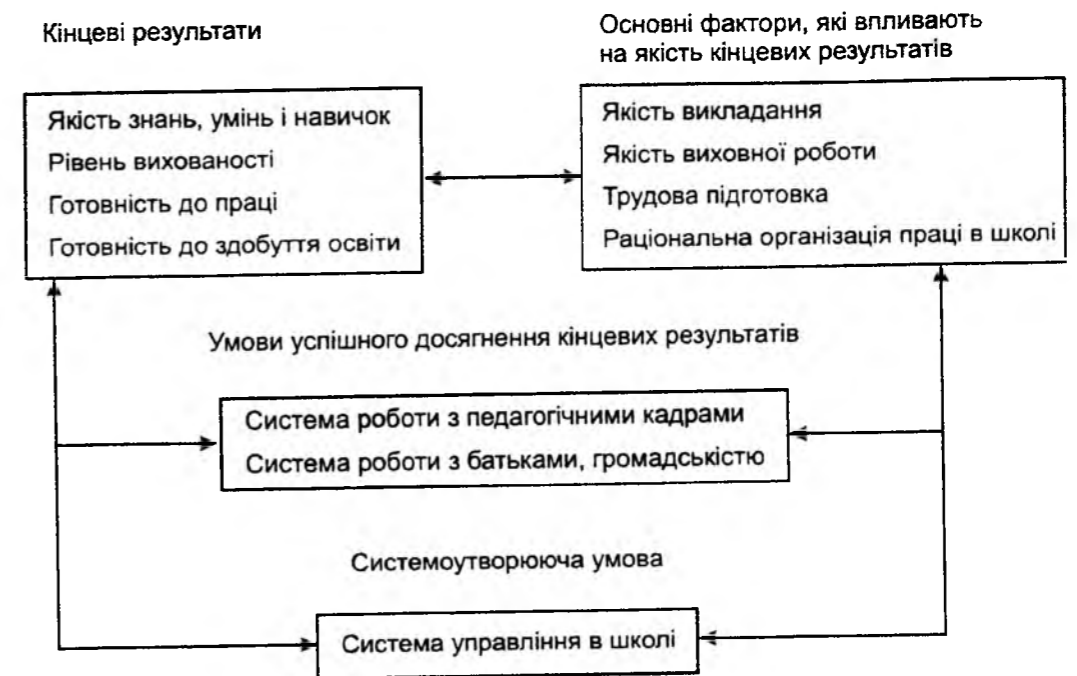 Кінцеві результати
Основні фактори, які впливають
на якість кінцевих результатів
Якість знань, умінь і навичок
Рівень вихованості
Готовність до праці
Готовність до здобуття освіти
Якість викладання
Якість виховної роботи
Трудова підготовка
Раціональна організація праці в школі
Умови успішного досягнення кінцевих результатів
Система роботи з педагогічними кадрами
Система роботи з батьками, громадськістю
Системоутворююча умова
Система управління в школі